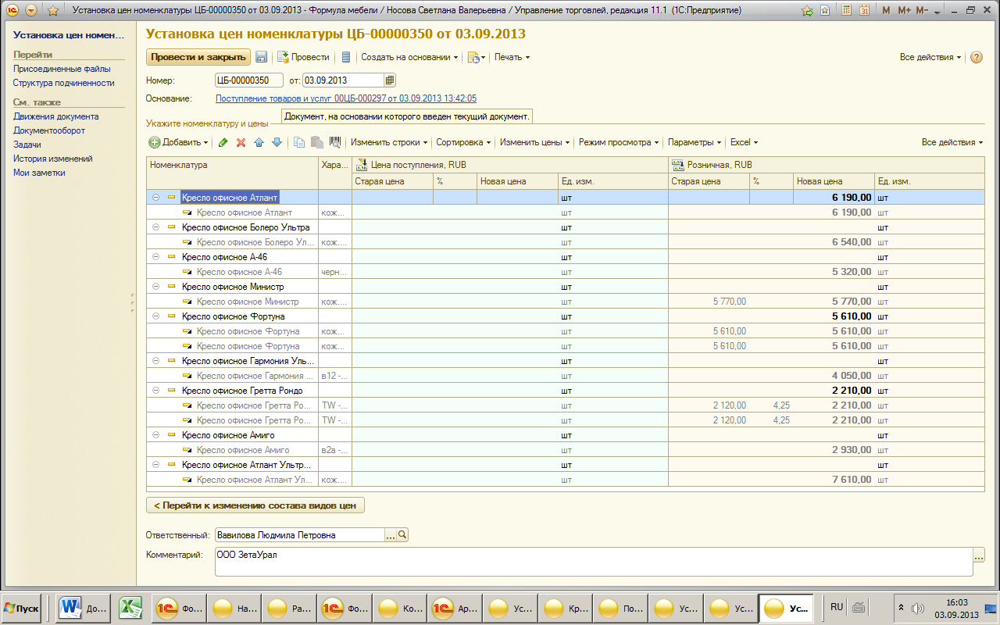 Установка цен номенклатуры ЦБ-00000350 от 03.09.2013 - Формула мебели / Носова Светлана Валерьевна / Управление торговлей, редакция 11.1 (1С:Предприятие)
M M+ M-
Установка цен номен...
Перейти
Присоединенные файлы
Структура подчиненности
См. также
Движения документа
Документооборот
Задачи
История изменений
Мои заметки
Установка цен номенклатуры ЦБ-00000350 от 03.09.2013
Провести и закрыть Провести Создать на основании Печать Все действия
Номер: ЦБ-00000350 от: 03.09.2013
Основание: Поступление товаров и услуг 00ЦБ-000297 от 03.09.2013 13:42:05
Документ, на основании которого введен текущий документ.
Укажите номенклатуру и цены
Добавить Изменить строки Сортировка Изменить цены Режим просмотра Параметры Excel Все действия
Номенклатура Хара... Цена поступления, RUB Розничная, RUB
Старая цена % Новая цена Ед. изм. Старая цена % Новая цена Ед. изм.
Кресло офисное Атлант шт 6 190,00 шт
Кресло офисное Атлант кож... шт 6 190,00 шт
Кресло офисное Болеро Ультра шт шт
Кресло офисное Болеро Ул... кож.... шт 6 540,00 шт
Кресло офисное А-46 шт шт
Кресло офисное А-46 черн... шт 5 320,00 шт
Кресло офисное Министр шт шт
Кресло офисное Министр кож.... шт 5 770,00 5 770,00 шт
Кресло офисное Фортуна шт 5 610,00 шт
Кресло офисное Фортуна кож... шт 5 610,00 5 610,00 шт
Кресло офисное Фортуна кож... шт 5 610,00 5 610,00 шт
Кресло офисное Гармония Уль... шт шт
Кресло офисное Гармония ... в12 -... шт 4 050,00 шт
Кресло офисное Гретта Рондо шт 2 210,00 шт
Кресло офисное Гретта Ро... TW -... шт 2 120,00 4,25 2 210,00 шт
Кресло офисное Гретта Ро... TW -... шт 2 120,00 4,25 2 210,00 шт
Кресло офисное Амиго шт шт
Кресло офисное Амиго в2а -... шт 2 930,00 шт
Кресло офисное Атлант Ультр... шт шт
Кресло офисное Атлант Ул... кож.... шт 7 610,00 шт
< Перейти к изменению состава видов цен
Ответственный: Вавилова Людмила Петровна ...
Комментарий: ООО ЗетаУрал ...
Пуск До... Фо... На... Ра... Фо... Ко... Ар... Ус... Кр... По... Ус... Ус... Ус... RU 16:03
03.09.2013